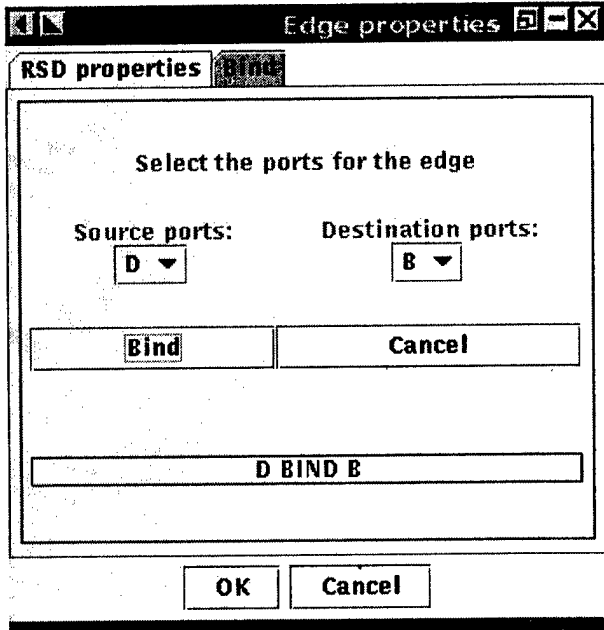 Edge properties
RSD properties Bind
Select the ports for the edge
Source ports: Destination ports:
D B
Bind Cancel
D BIND B
OK Cancel